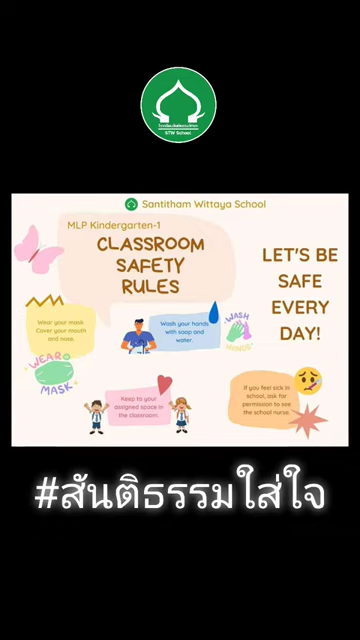 STW School
Santitham Wittaya School
MLP Kindergarten-1
CLASSROOM
SAFETY
RULES
LET'S BE
SAFE
EVERY
DAY!
Wear your mask
Cover your mouth
and nose.
WEAR
MASK
Wash your hands
with soap and
water.
WASH
HANDS
Keep to your
assigned space in
the classroom.
If you feel sick in
school, ask for
permission to see
the school nurse.
#สันติธรรมใส่ใจ